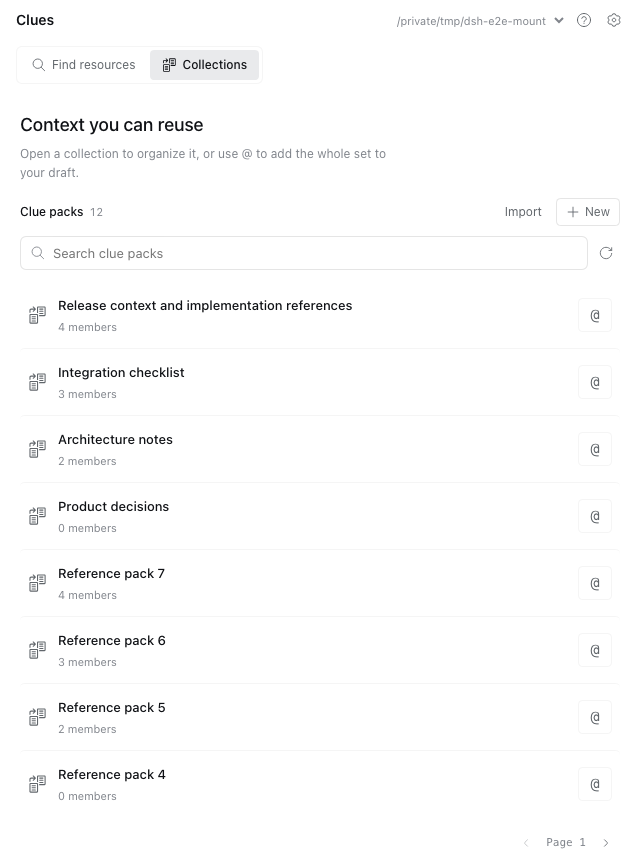 Clues
/private/tmp/dsh-e2e-mount
Find resources
Collections
Context you can reuse
Open a collection to organize it, or use @ to add the whole set to
your draft.
Clue packs 12
Import
New
Search clue packs
Release context and implementation references
4 members
@
Integration checklist
3 members
@
Architecture notes
2 members
@
Product decisions
0 members
@
Reference pack 7
4 members
@
Reference pack 6
3 members
@
Reference pack 5
2 members
@
Reference pack 4
0 members
@
Page 1